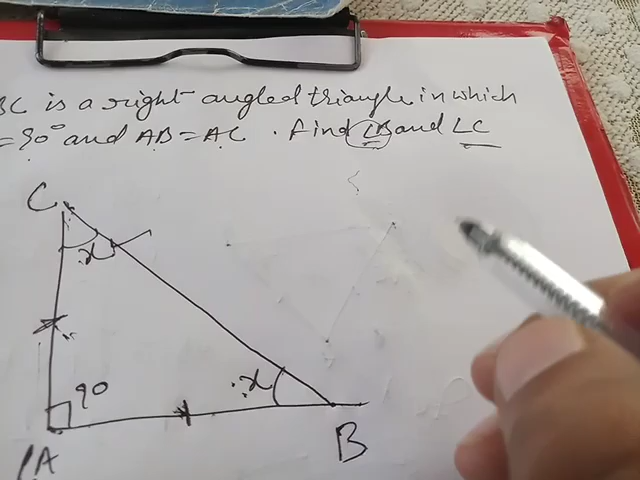 BC is a right angled triangle in which
= 90° and AB = AC . find ∠B and ∠C
C
x
90
x
A
B